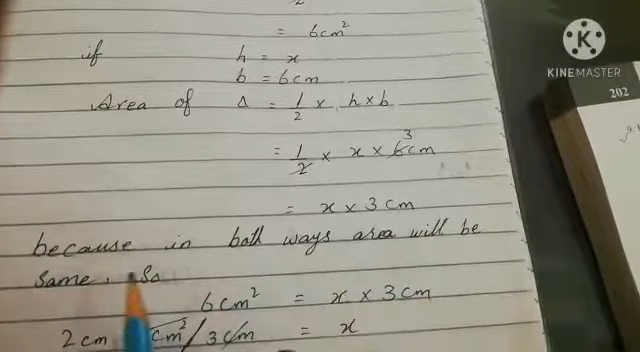 = 6cm²
if h = x
b = 6cm
Area of Δ = 1/2 × h × b
= 1/2 × x × 6cm 3
= x × 3 cm
because in both ways area will be
same. So
6cm² = x × 3 cm
2 cm cm² / 3cm = x
KINEMASTER
202